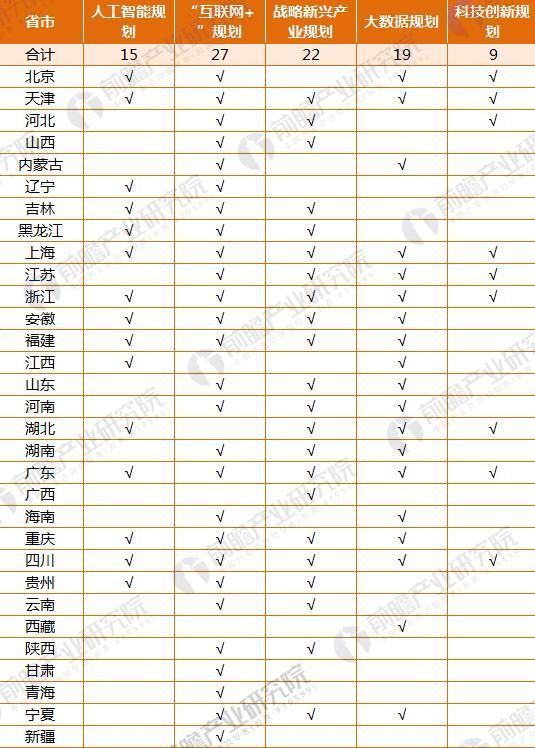 省市 人工智能规划 “互联网+”规划 战略新兴产业规划 大数据规划 科技创新规划
合计 15 27 22 19 9
北京 √ √ √ √
天津 √ √ √ √ √
河北 √ √ √
山西 √ √
内蒙古 √ √
辽宁 √ √
吉林 √ √ √
黑龙江 √ √ √
上海 √ √ √ √ √
江苏 √ √ √ √
浙江 √ √ √ √ √
安徽 √ √ √ √
福建 √ √ √ √
江西 √ √
山东 √ √ √
河南 √ √ √
湖北 √ √ √ √
湖南 √ √ √
广东 √ √ √ √ √
广西 √
海南 √ √
重庆 √ √ √ √
四川 √ √ √ √ √
贵州 √ √ √
云南 √ √
西藏 √
陕西 √ √
甘肃 √
青海 √
宁夏 √ √ √
新疆 √
前瞻产业研究院